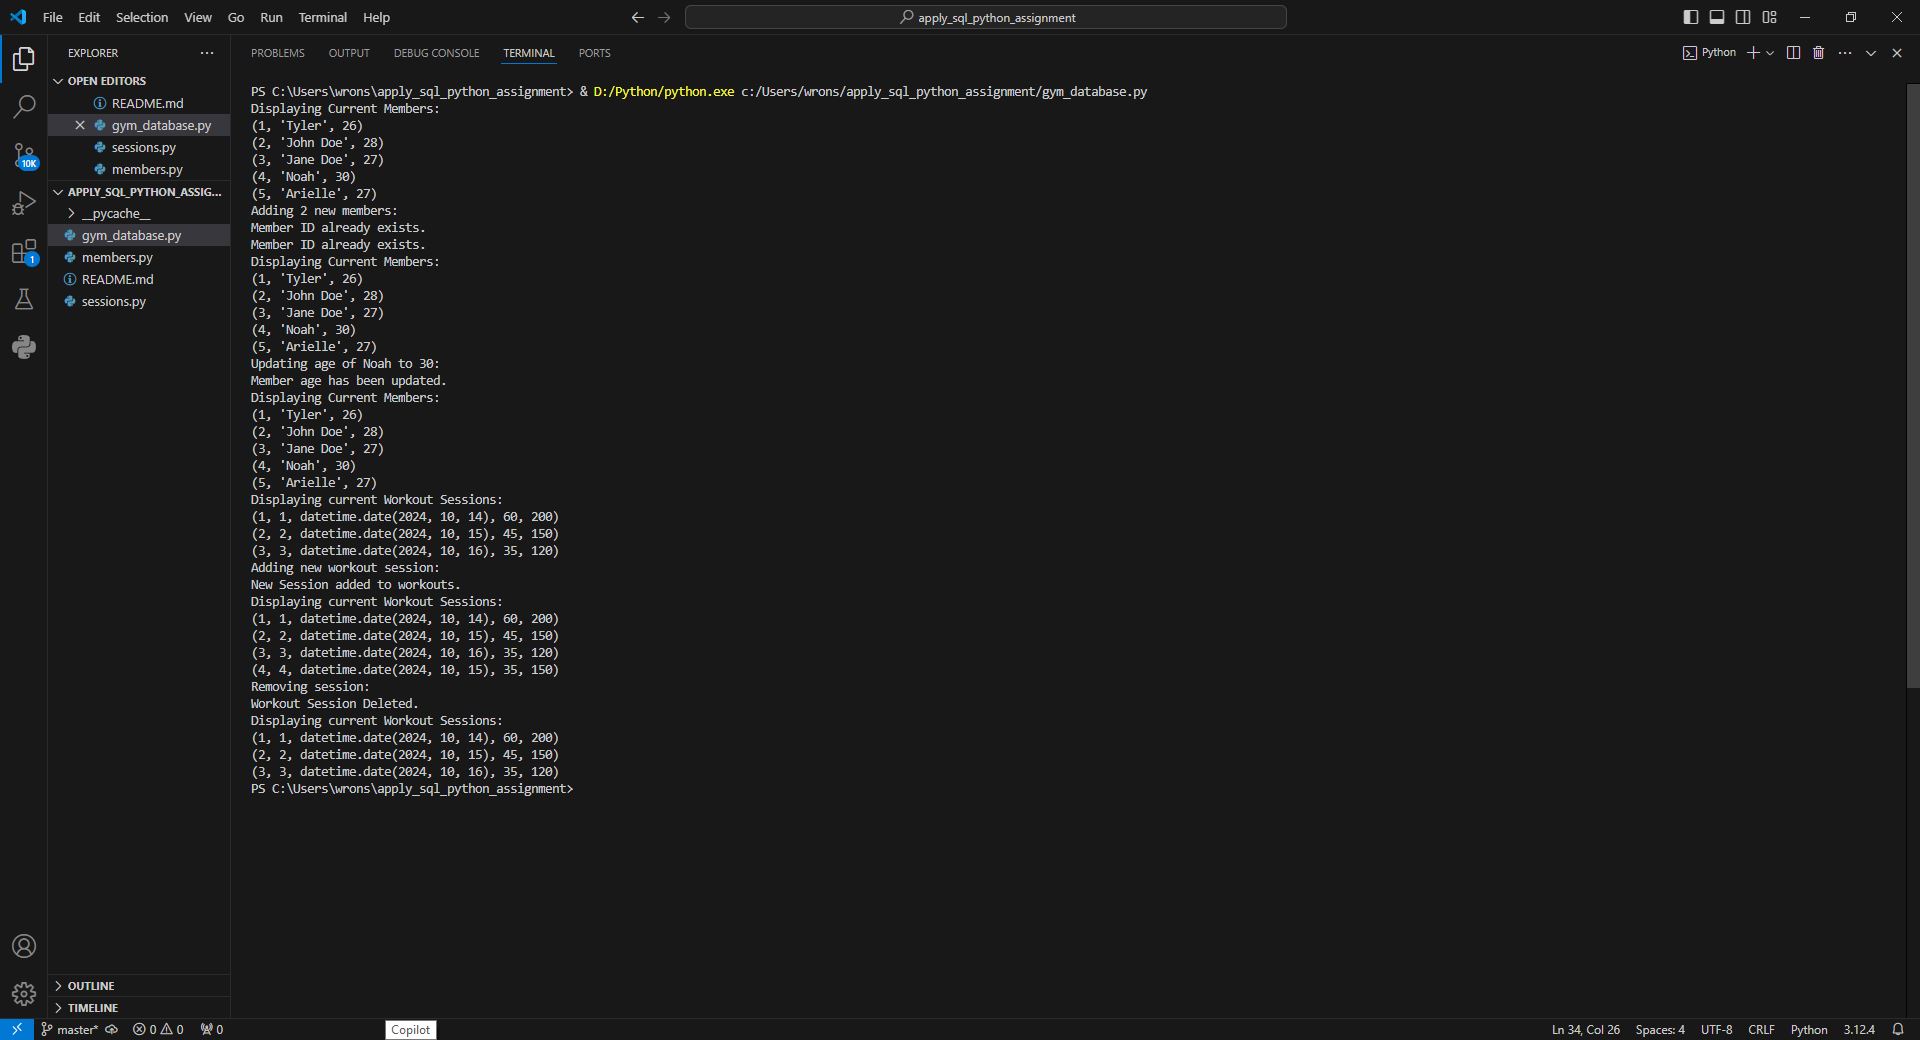 File Edit Selection View Go Run Terminal Help
apply_sql_python_assignment
EXPLORER
OPEN EDITORS
README.md
gym_database.py
sessions.py
members.py
APPLY_SQL_PYTHON_ASSIG...
__pycache__
gym_database.py
members.py
README.md
sessions.py
10K
1
OUTLINE
TIMELINE
PROBLEMS OUTPUT DEBUG CONSOLE TERMINAL PORTS
Python
PS C:\Users\wrons\apply_sql_python_assignment> & D:/Python/python.exe c:/Users/wrons/apply_sql_python_assignment/gym_database.py
Displaying Current Members:
(1, 'Tyler', 26)
(2, 'John Doe', 28)
(3, 'Jane Doe', 27)
(4, 'Noah', 30)
(5, 'Arielle', 27)
Adding 2 new members:
Member ID already exists.
Member ID already exists.
Displaying Current Members:
(1, 'Tyler', 26)
(2, 'John Doe', 28)
(3, 'Jane Doe', 27)
(4, 'Noah', 30)
(5, 'Arielle', 27)
Updating age of Noah to 30:
Member age has been updated.
Displaying Current Members:
(1, 'Tyler', 26)
(2, 'John Doe', 28)
(3, 'Jane Doe', 27)
(4, 'Noah', 30)
(5, 'Arielle', 27)
Displaying current Workout Sessions:
(1, 1, datetime.date(2024, 10, 14), 60, 200)
(2, 2, datetime.date(2024, 10, 15), 45, 150)
(3, 3, datetime.date(2024, 10, 16), 35, 120)
Adding new workout session:
New Session added to workouts.
Displaying current Workout Sessions:
(1, 1, datetime.date(2024, 10, 14), 60, 200)
(2, 2, datetime.date(2024, 10, 15), 45, 150)
(3, 3, datetime.date(2024, 10, 16), 35, 120)
(4, 4, datetime.date(2024, 10, 15), 35, 150)
Removing session:
Workout Session Deleted.
Displaying current Workout Sessions:
(1, 1, datetime.date(2024, 10, 14), 60, 200)
(2, 2, datetime.date(2024, 10, 15), 45, 150)
(3, 3, datetime.date(2024, 10, 16), 35, 120)
PS C:\Users\wrons\apply_sql_python_assignment>
master* 0 0 0
Copilot
Ln 34, Col 26 Spaces: 4 UTF-8 CRLF Python 3.12.4